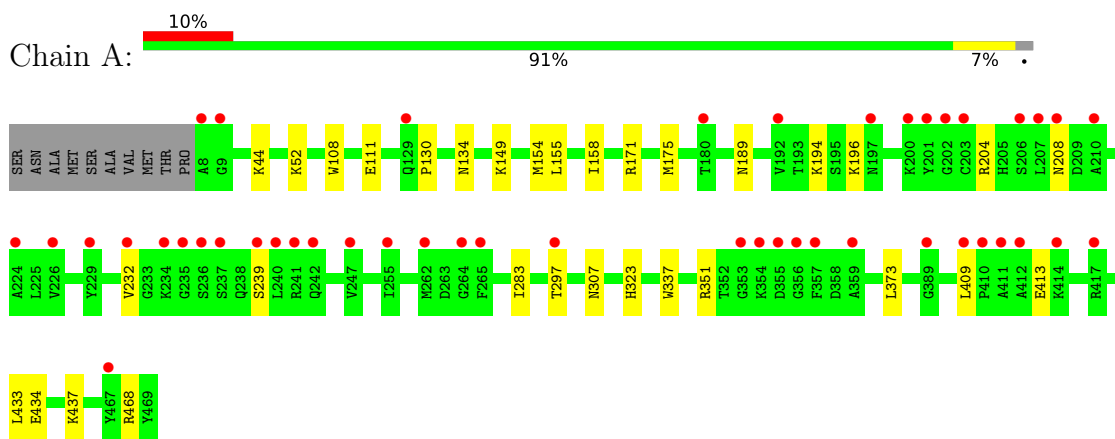 10%
Chain A:
91% 7% •
SER ASN ALA MET SER ALA VAL MET THR PRO A8 G9 K44 K52 W108 E111 Q129 P130 N134 K149 M154 L155 I158 R171 M175 T180 N189 V192 T193 K194 S195 K196 N197 K200 Y201 G202 C203 R204 H205 S206 L207 N208 D209 A210
A224 L225 V226 Y229 V232 G233 K234 G235 S236 S237 Q238 S239 L240 R241 Q242 V247 I255 M262 D263 G264 F265 I283 T297 N307 H323 W337 R351 T352 G353 K354 D355 G356 F357 D358 A359 L373 G389 L409 P410 A411 A412 E413 K414 R417
L433 E434 K437 Y467 R468 Y469